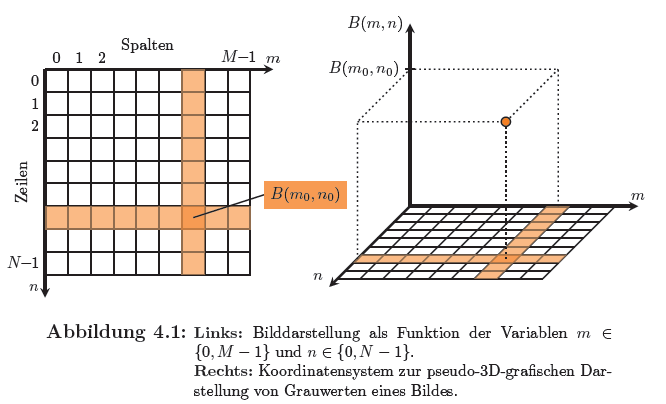 Spalten
0 1 2 M−1 m
0
1
2
Zeilen
N−1
n
B(m₀, n₀)
B(m, n)
B(m₀, n₀)
m
n
Abbildung 4.1: Links: Bilddarstellung als Funktion der Variablen m ∈
{0, M − 1} und n ∈ {0, N − 1}.
Rechts: Koordinatensystem zur pseudo-3D-grafischen Dar-
stellung von Grauwerten eines Bildes.